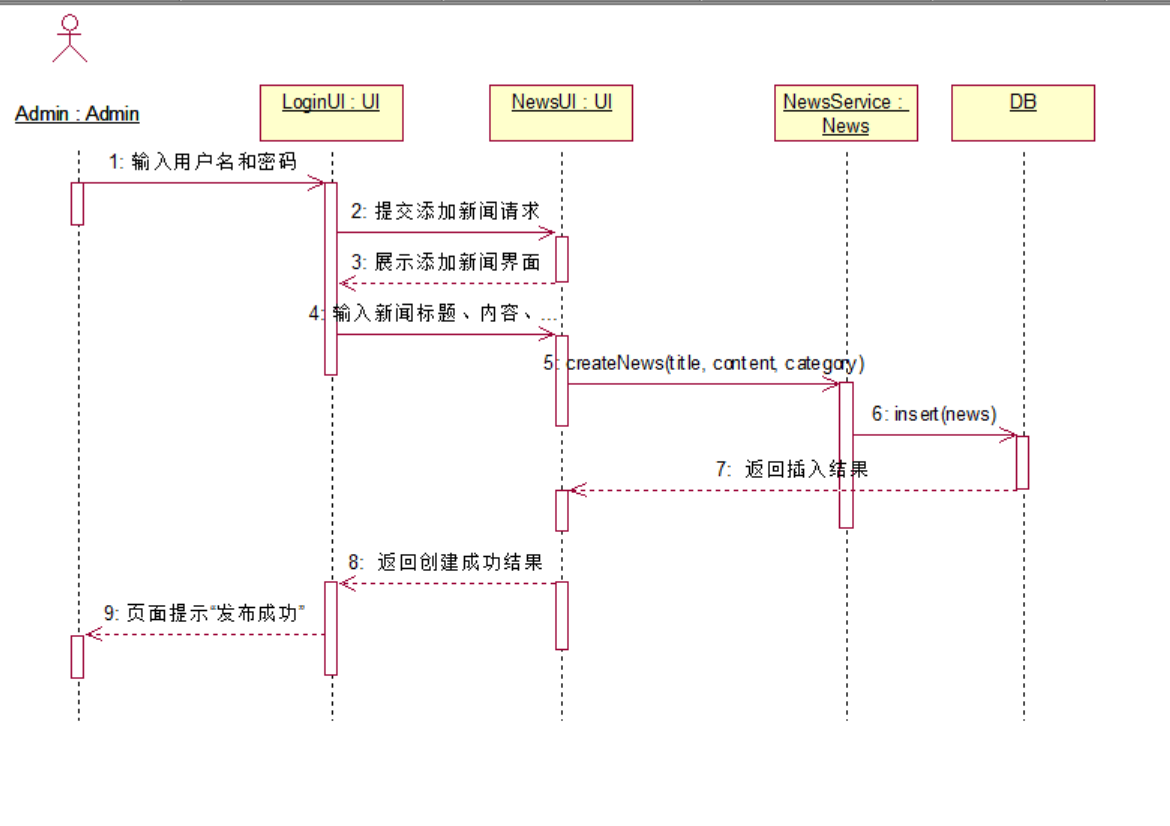 Admin : Admin
LoginUI : UI
NewsUI : UI
NewsService :
News
DB
1: 输入用户名和密码
2: 提交添加新闻请求
3: 展示添加新闻界面
4: 输入新闻标题、内容、...
5: createNews(title, content, category)
6: insert(news)
7: 返回插入结果
8: 返回创建成功结果
9: 页面提示“发布成功”